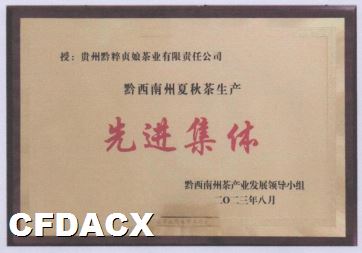 授：贵州黔粹贞娘茶业有限责任公司
黔西南州夏秋茶生产
先进集体
黔西南州茶产业发展领导小组
二〇二三年八月
CFDACX